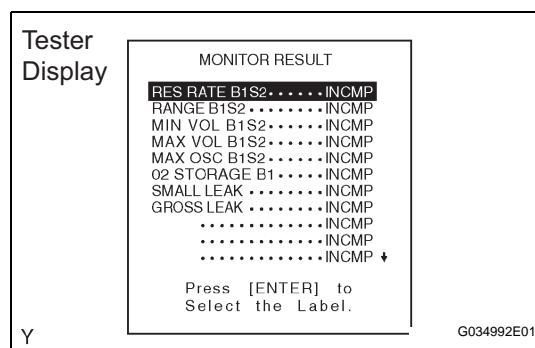 Tester
Display
MONITOR RESULT
RES RATE B1S2······INCMP
RANGE B1S2·········INCMP
MIN VOL B1S2······INCMP
MAX VOL B1S2······INCMP
MAX OSC B1S2······INCMP
02 STORAGE B1·····INCMP
SMALL LEAK·········INCMP
GROSS LEAK·········INCMP
·············INCMP
·············INCMP
·············INCMP ↓
Press [ENTER] to
Select the Label.
Y
G034992E01